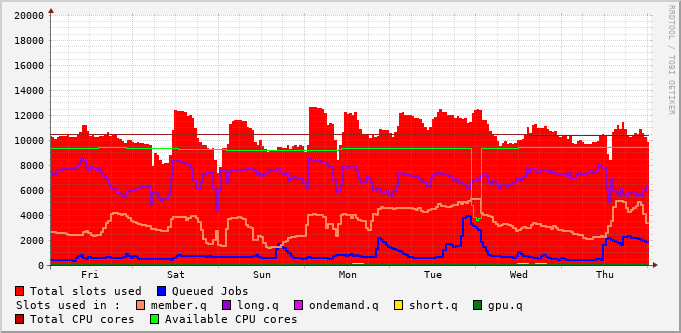 20000
18000
16000
14000
12000
10000
8000
6000
4000
2000
0
Fri Sat Sun Mon Tue Wed Thu
RRDTOOL / TOBI OETIKER
Total slots used Queued Jobs
Slots used in : member.q long.q ondemand.q short.q gpu.q
Total CPU cores Available CPU cores